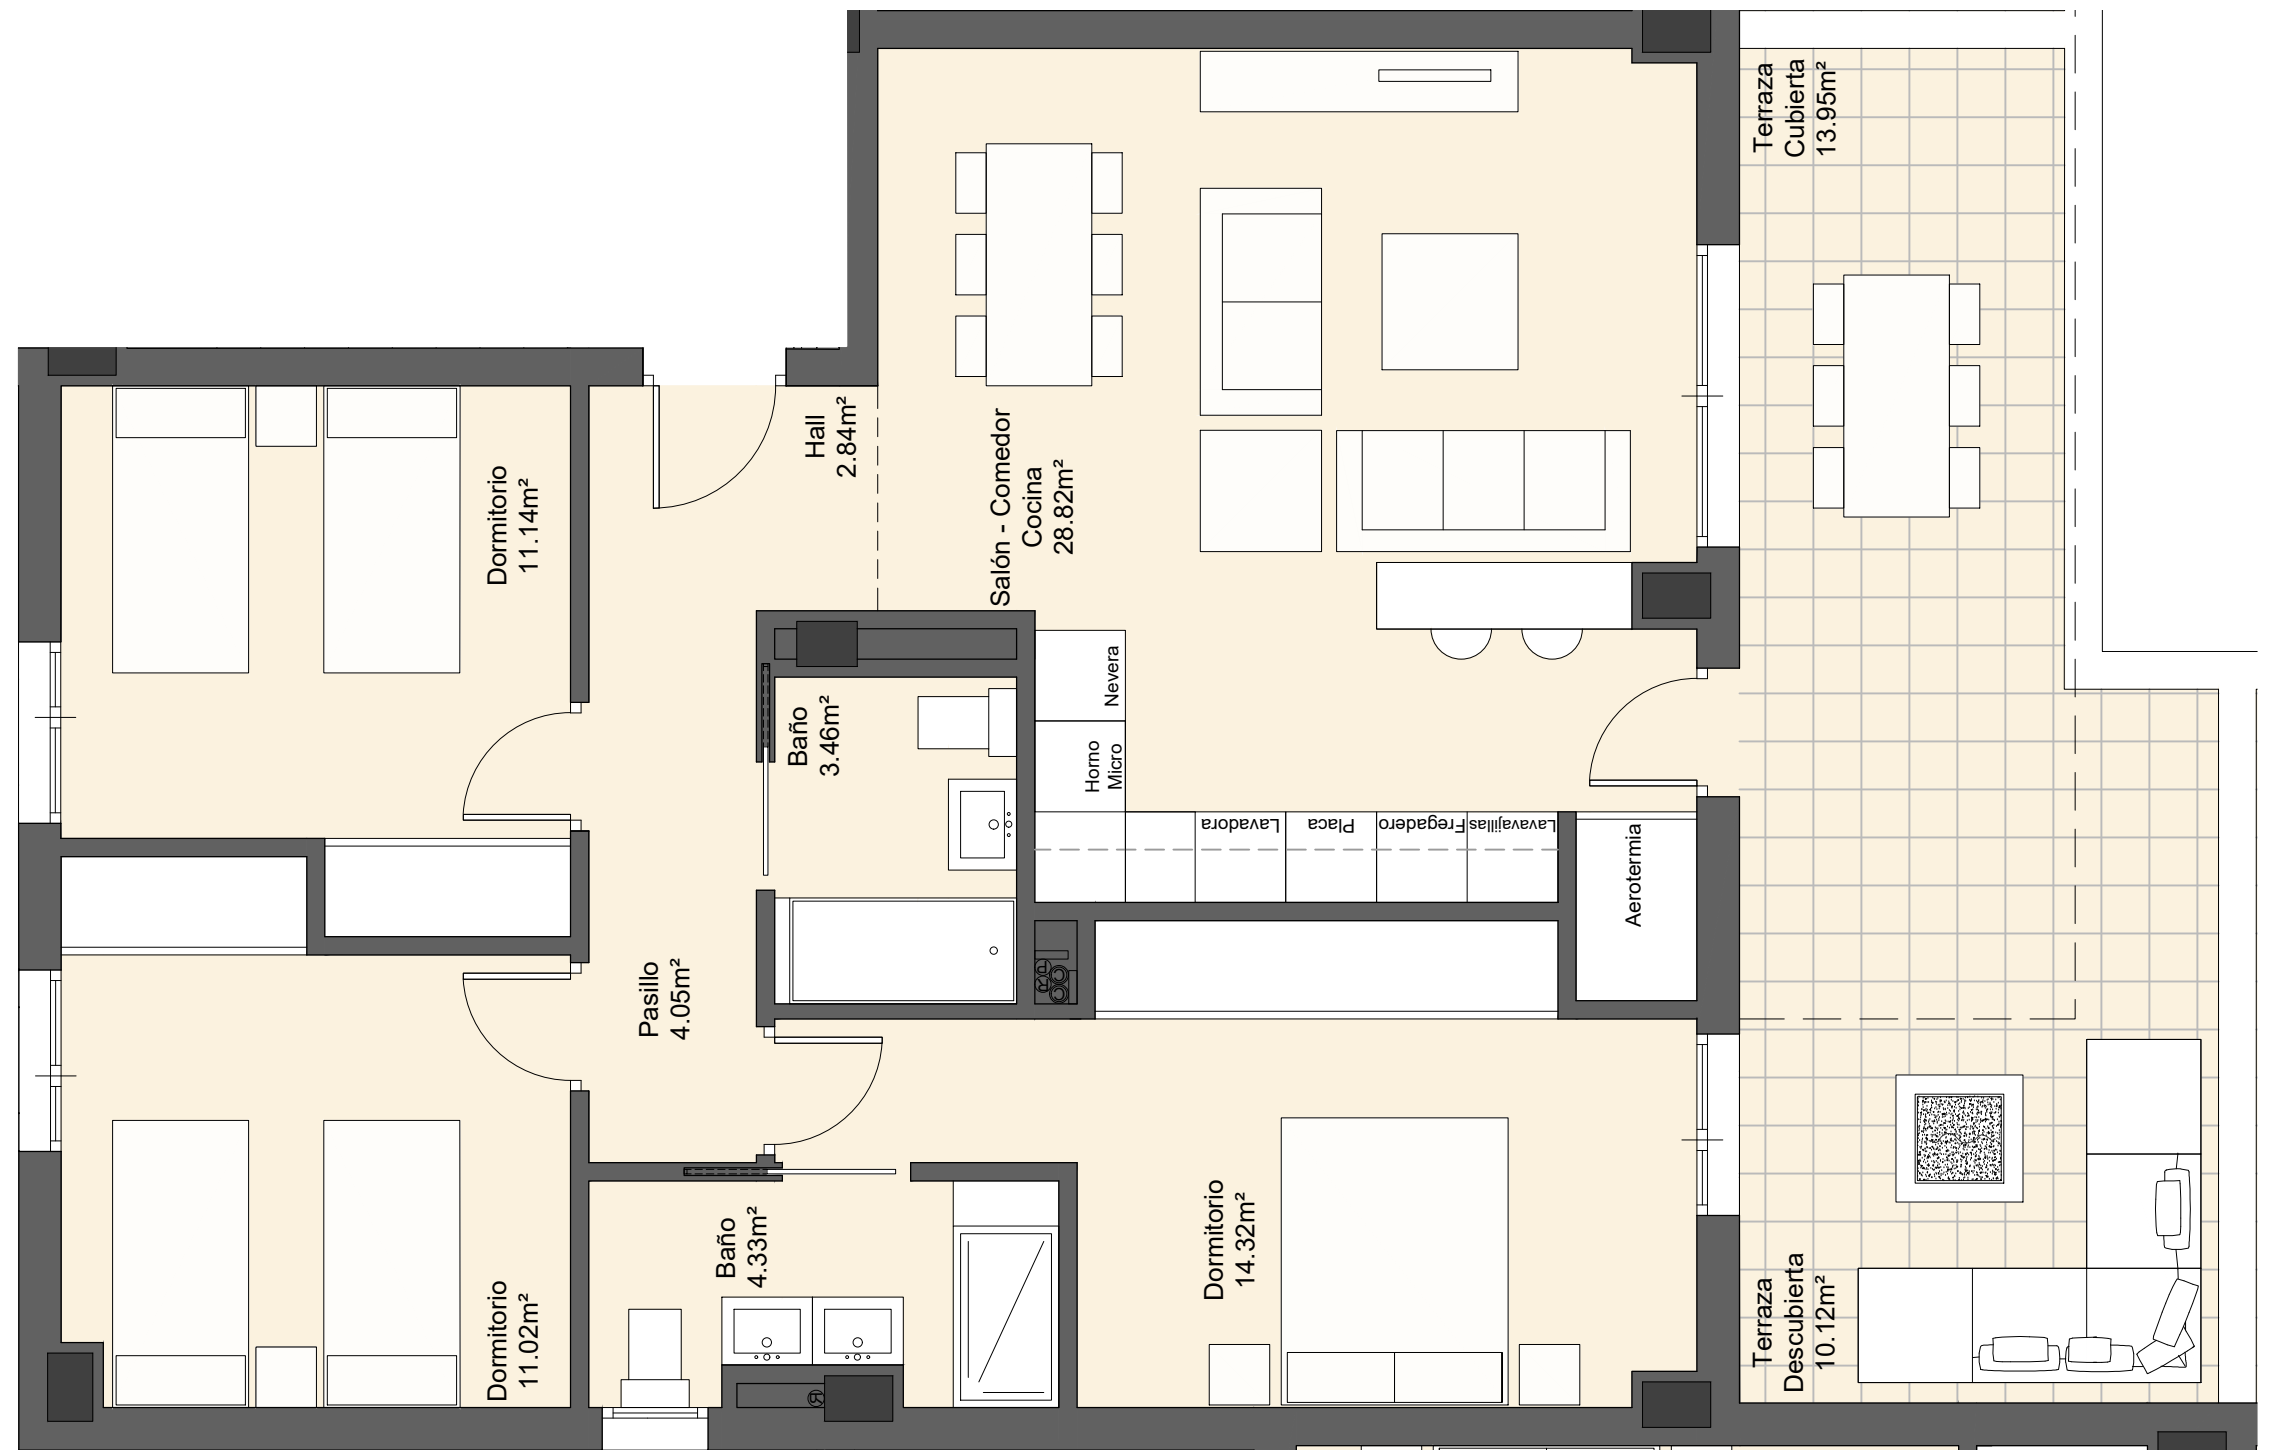 Dormitorio
11.14m²
Hall
2.84m²
Salón - Comedor
Cocina
28.82m²
Terraza
Cubierta
13.95m²
Baño
3.46m²
Nevera
Horno
Micro
Lavadora
Placa
Fregadero
Lavavajillas
Aerotermia
Pasillo
4.05m²
Dormitorio
11.02m²
Baño
4.33m²
Dormitorio
14.32m²
Terraza
Descubierta
10.12m²